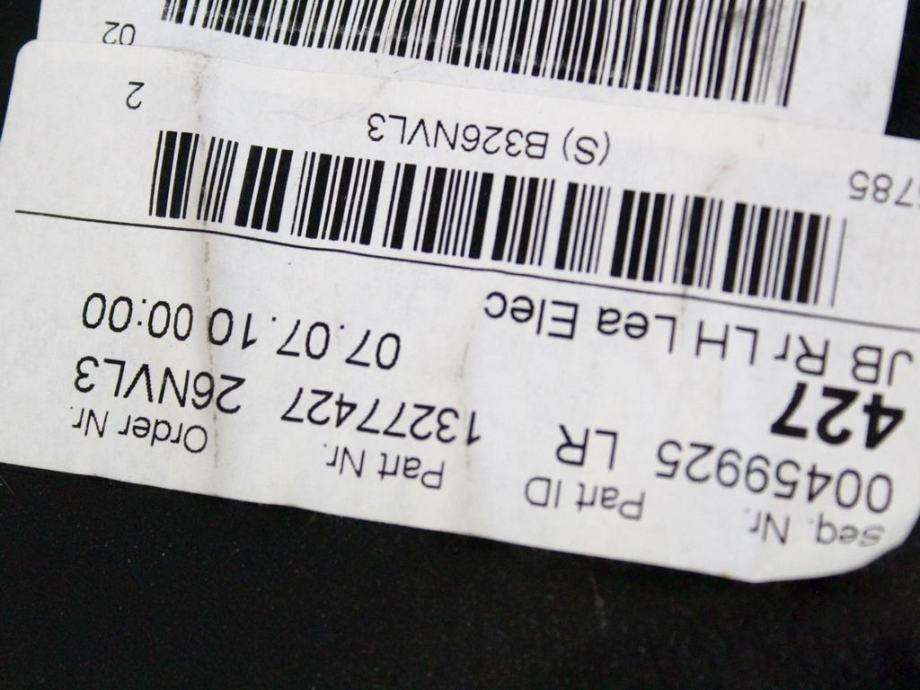 Seq. Nr. Part ID Part Nr. Order Nr.
00459925 LR 13277427 26NVL3
427
JB Rr LH Lea Elec 07.07.10 00:00
(S) B326NVL3
785
2
02